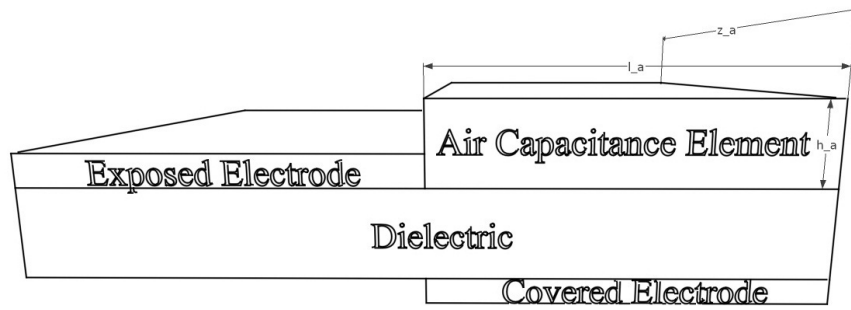 z_a
l_a
Air Capacitance Element
h_a
Exposed Electrode
Dielectric
Covered Electrode